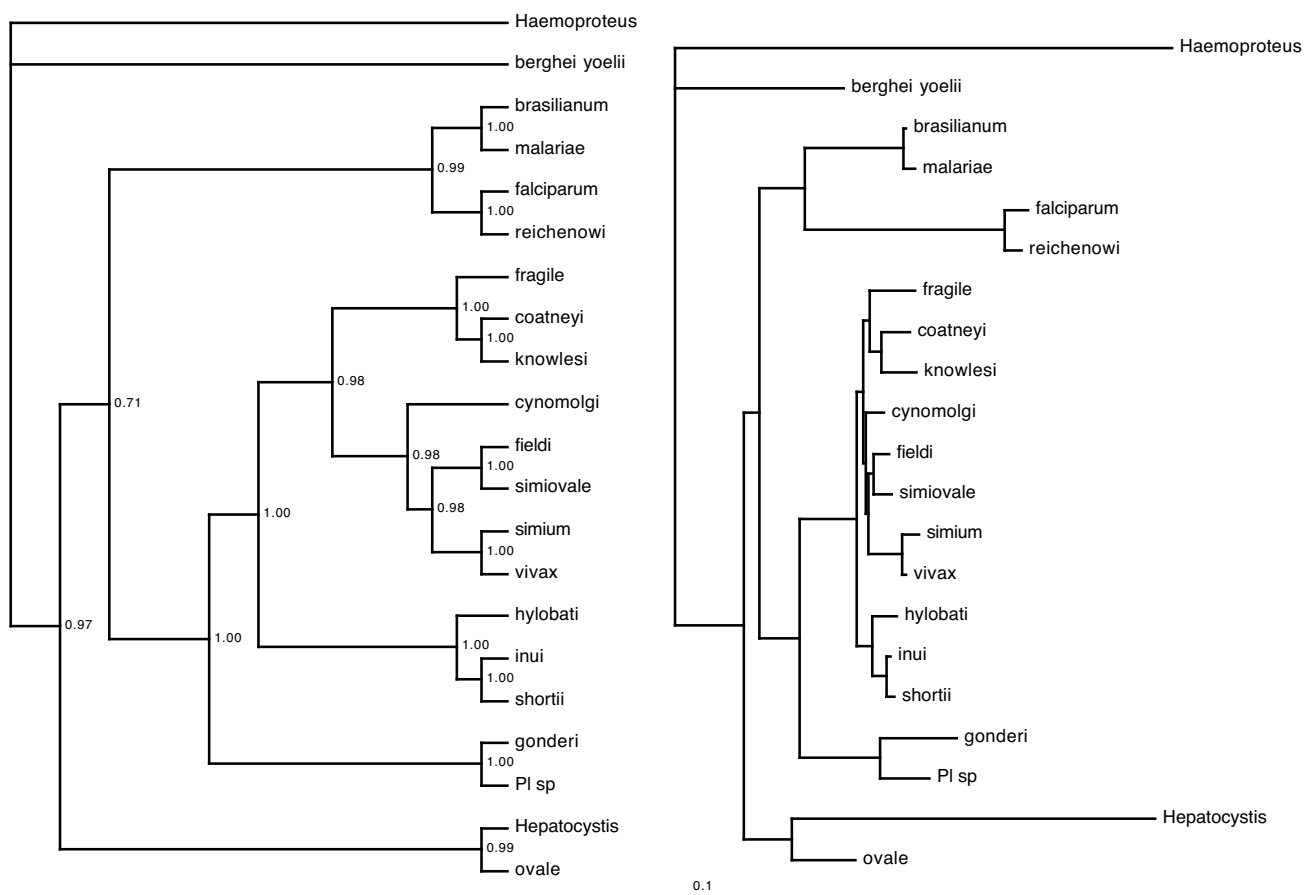 Haemoproteus
berghei yoelii
brasilianum
1.00
malariae
0.99
falciparum
1.00
reichenowi
fragile
1.00
coatneyi
1.00
knowlesi
0.98
cynomolgi
0.71
fieldi
0.98
1.00
simiovale
0.98
1.00
simium
1.00
vivax
hylobati
0.97
1.00
1.00
inui
1.00
shortii
gonderi
1.00
Pl sp
Hepatocystis
0.99
ovale
Haemoproteus
berghei yoelii
brasilianum
malariae
falciparum
reichenowi
fragile
coatneyi
knowlesi
cynomolgi
fieldi
simiovale
simium
vivax
hylobati
inui
shortii
gonderi
Pl sp
Hepatocystis
ovale
0.1